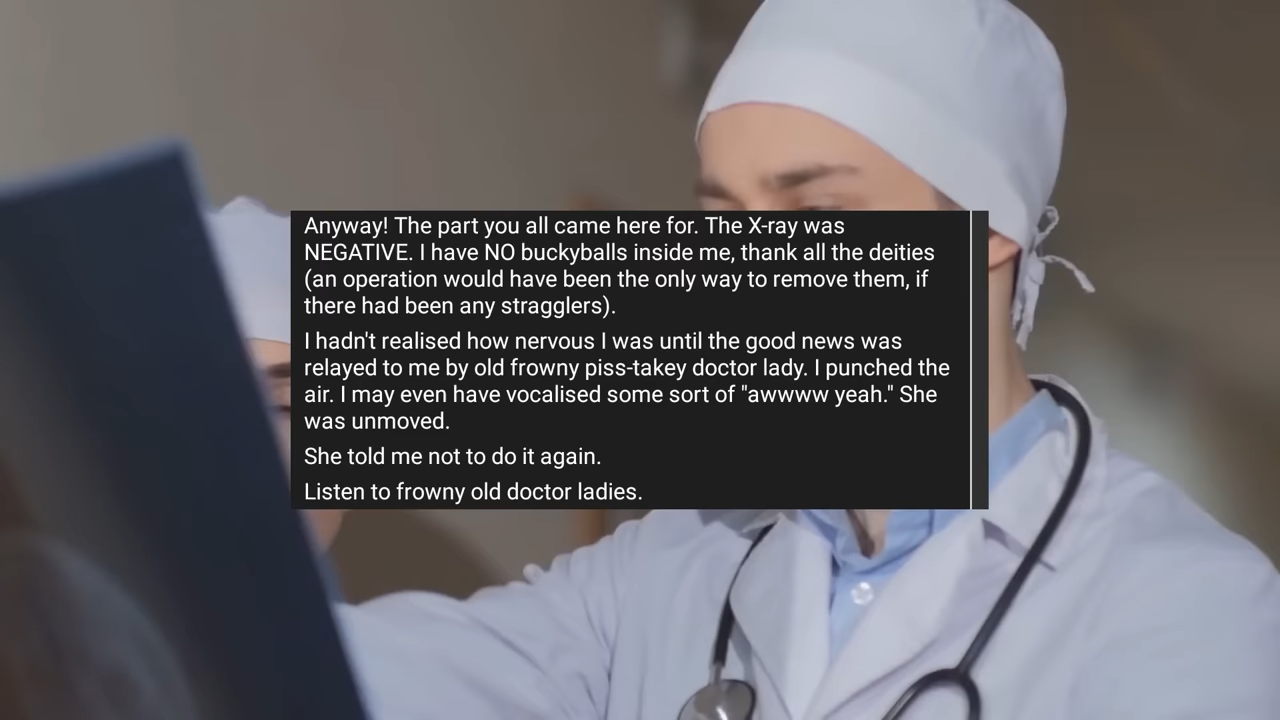 Anyway! The part you all came here for. The X-ray was
NEGATIVE. I have NO buckyballs inside me, thank all the deities
(an operation would have been the only way to remove them, if
there had been any stragglers).
I hadn't realised how nervous I was until the good news was
relayed to me by old frowny piss-takey doctor lady. I punched the
air. I may even have vocalised some sort of "awwww yeah." She
was unmoved.
She told me not to do it again.
Listen to frowny old doctor ladies.